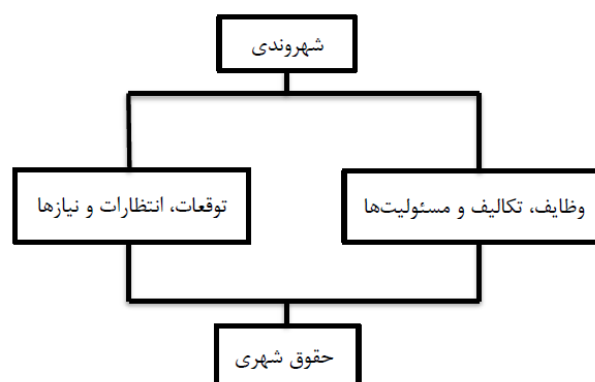 شهروندی
وظایف، تکالیف و مسئولیت‌ها
توقعات، انتظارات و نیازها
حقوق شهری